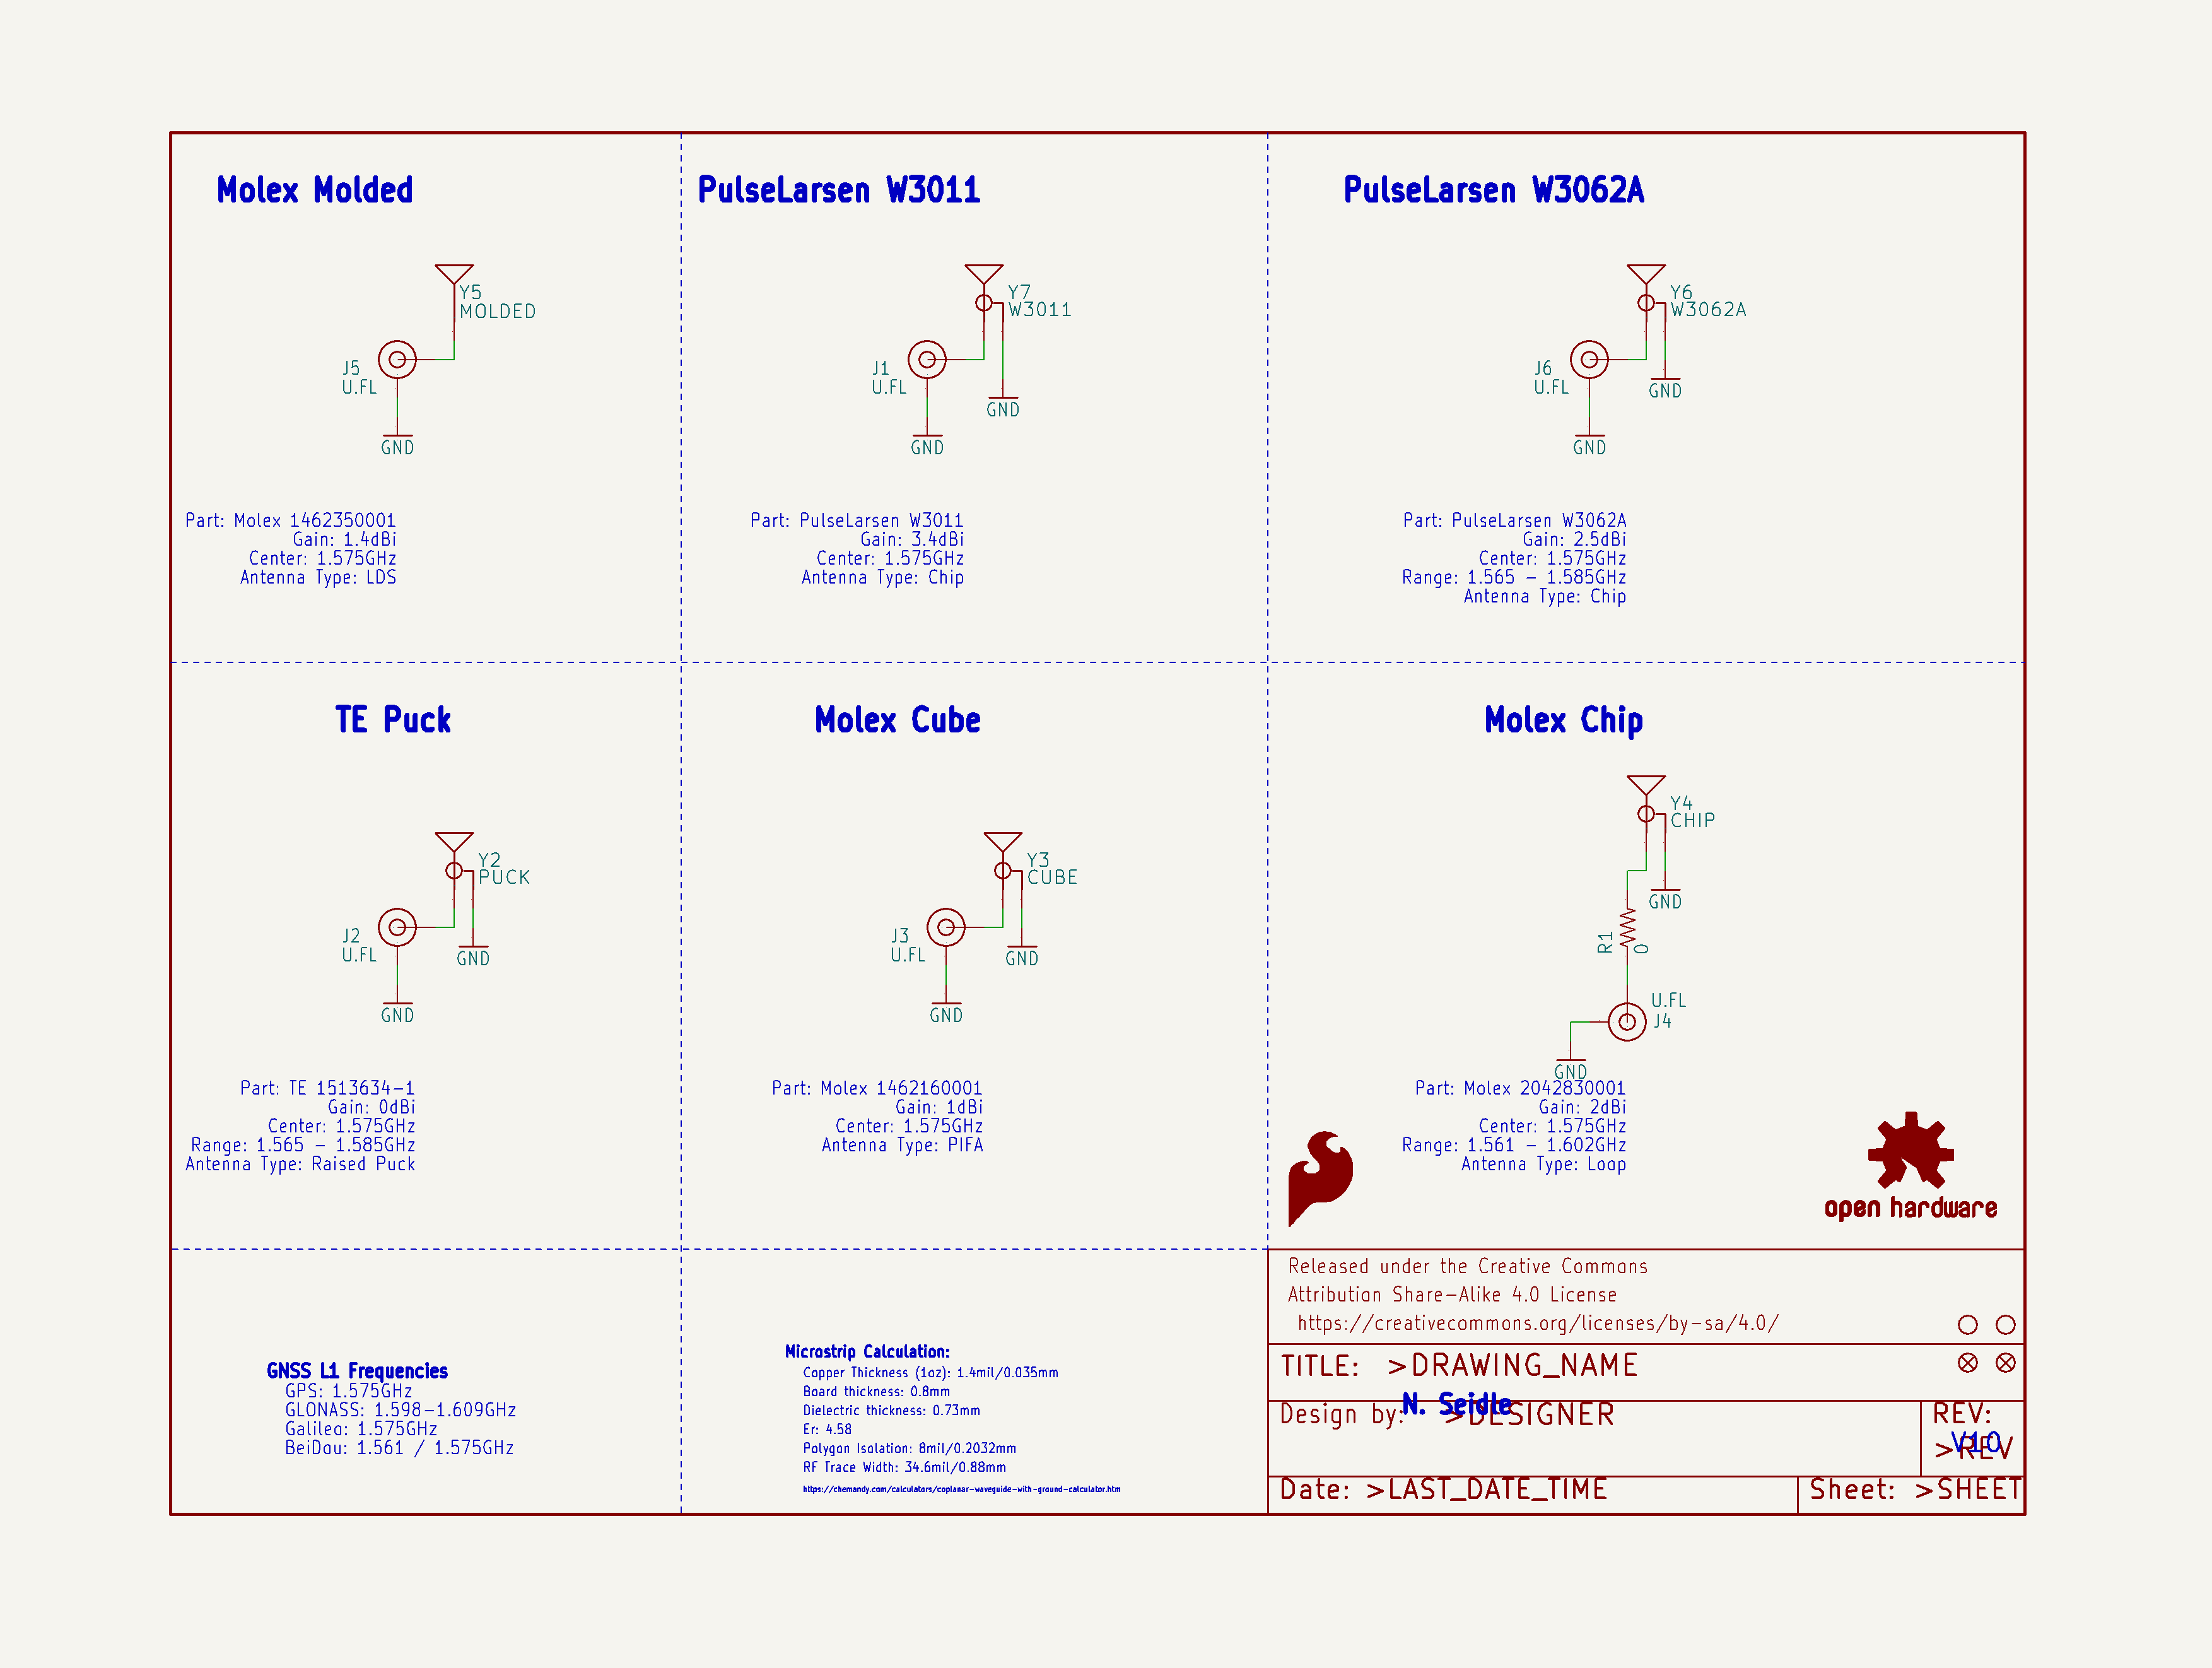 Molex Molded
Y5
MOLDED
J5
U.FL
GND
Part: Molex 1462350001
Gain: 1.4dBi
Center: 1.575GHz
Antenna Type: LDS
PulseLarsen W3011
Y7
W3011
J1
U.FL
GND
GND
Part: PulseLarsen W3011
Gain: 3.4dBi
Center: 1.575GHz
Antenna Type: Chip
PulseLarsen W3062A
Y6
W3062A
J6
U.FL
GND
GND
Part: PulseLarsen W3062A
Gain: 2.5dBi
Center: 1.575GHz
Range: 1.565 - 1.585GHz
Antenna Type: Chip
TE Puck
Y2
PUCK
J2
U.FL
GND
GND
Part: TE 1513634-1
Gain: 0dBi
Center: 1.575GHz
Range: 1.565 - 1.585GHz
Antenna Type: Raised Puck
Molex Cube
Y3
CUBE
J3
U.FL
GND
GND
Part: Molex 1462160001
Gain: 1dBi
Center: 1.575GHz
Antenna Type: PIFA
Molex Chip
Y4
CHIP
GND
R1
0
U.FL
J4
GND
Part: Molex 2042830001
Gain: 2dBi
Center: 1.575GHz
Range: 1.561 - 1.602GHz
Antenna Type: Loop
open hardware
GNSS L1 Frequencies
GPS: 1.575GHz
GLONASS: 1.598-1.609GHz
Galileo: 1.575GHz
BeiDou: 1.561 / 1.575GHz
Microstrip Calculation:
Copper Thickness (1oz): 1.4mil/0.035mm
Board thickness: 0.8mm
Dielectric thickness: 0.73mm
Er: 4.58
Polygon Isolation: 8mil/0.2032mm
RF Trace Width: 34.6mil/0.88mm
https://chemandy.com/calculators/coplanar-waveguide-with-ground-calculator.htm
Released under the Creative Commons
Attribution Share-Alike 4.0 License
https://creativecommons.org/licenses/by-sa/4.0/
TITLE: >DRAWING_NAME
N. Seidle
Design by: >DESIGNER
REV:
V10
>REV
Date: >LAST_DATE_TIME
Sheet: >SHEET